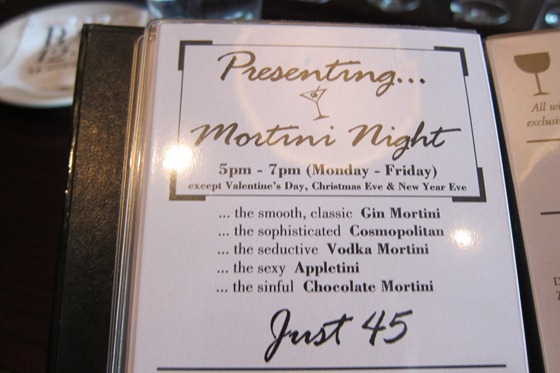 Presenting...
Mortini Night
5pm - 7pm (Monday - Friday)
except Valentine's Day, Christmas Eve & New Year Eve
... the smooth, classic Gin Mortini
... the sophisticated Cosmopolitan
... the seductive Vodka Mortini
... the sexy Appletini
... the sinful Chocolate Mortini
Just 45
All